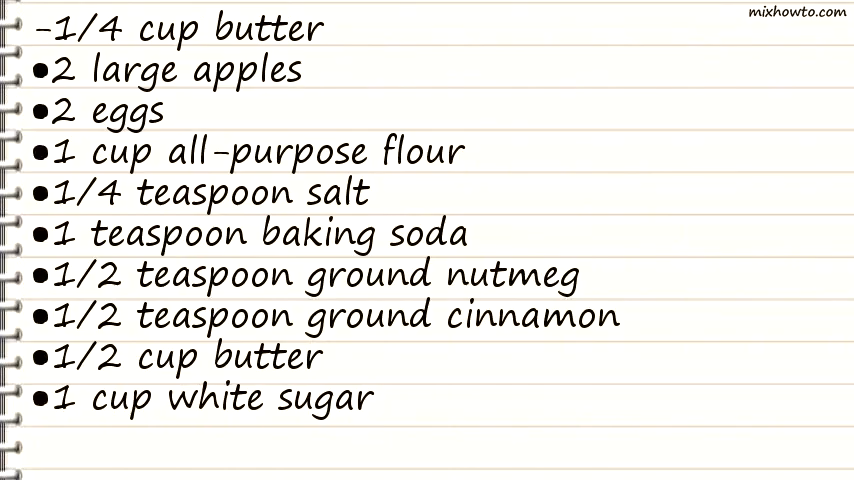 mixhowto.com
-1/4 cup butter
•2 large apples
•2 eggs
•1 cup all-purpose flour
•1/4 teaspoon salt
•1 teaspoon baking soda
•1/2 teaspoon ground nutmeg
•1/2 teaspoon ground cinnamon
•1/2 cup butter
•1 cup white sugar